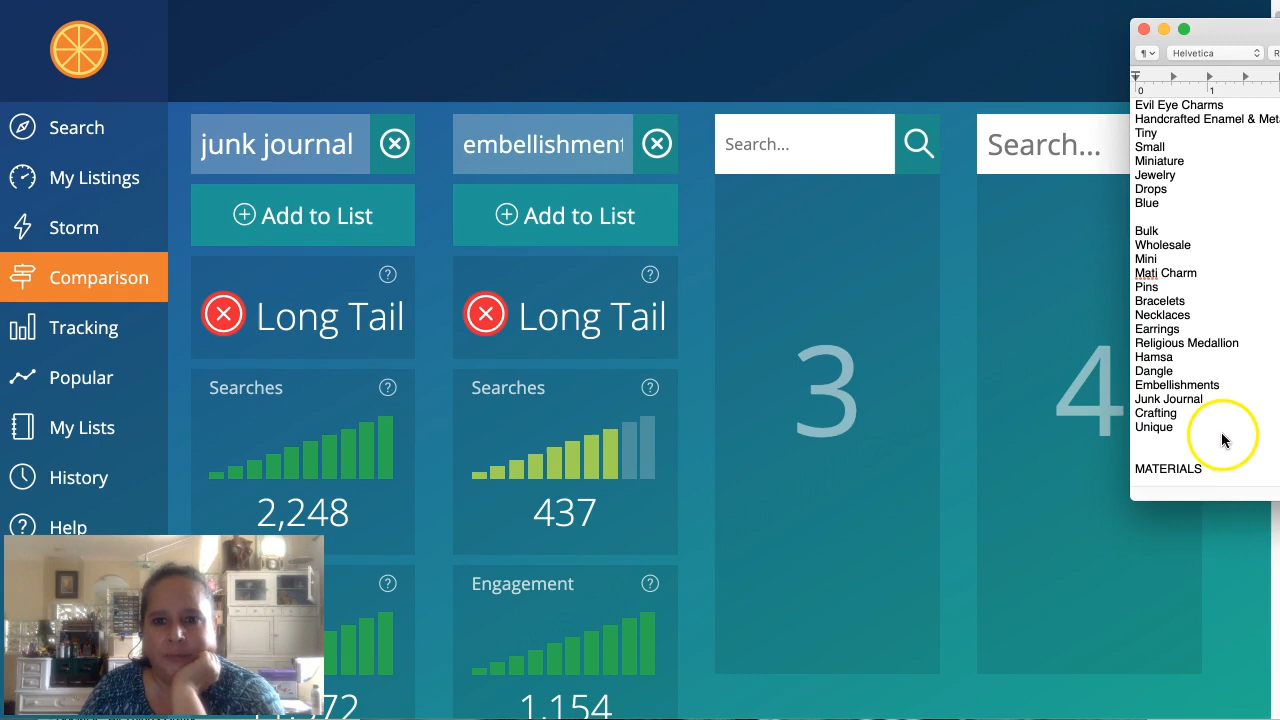 Search
My Listings
Storm
Comparison
Tracking
Popular
My Lists
History
Help
junk journal
Add to List
?
Long Tail
Searches ?
2,248
?
embellishment
Add to List
?
Long Tail
Searches ?
437
Engagement ?
1,154
Search...
3
Search...
4
Helvetica
0 1
Evil Eye Charms
Handcrafted Enamel &
Tiny
Small
Miniature
Jewelry
Drops
Blue
Bulk
Wholesale
Mini
Mati Charm
Pins
Bracelets
Necklaces
Earrings
Religious Medallion
Hamsa
Dangle
Embellishments
Junk Journal
Crafting
Unique
MATERIALS